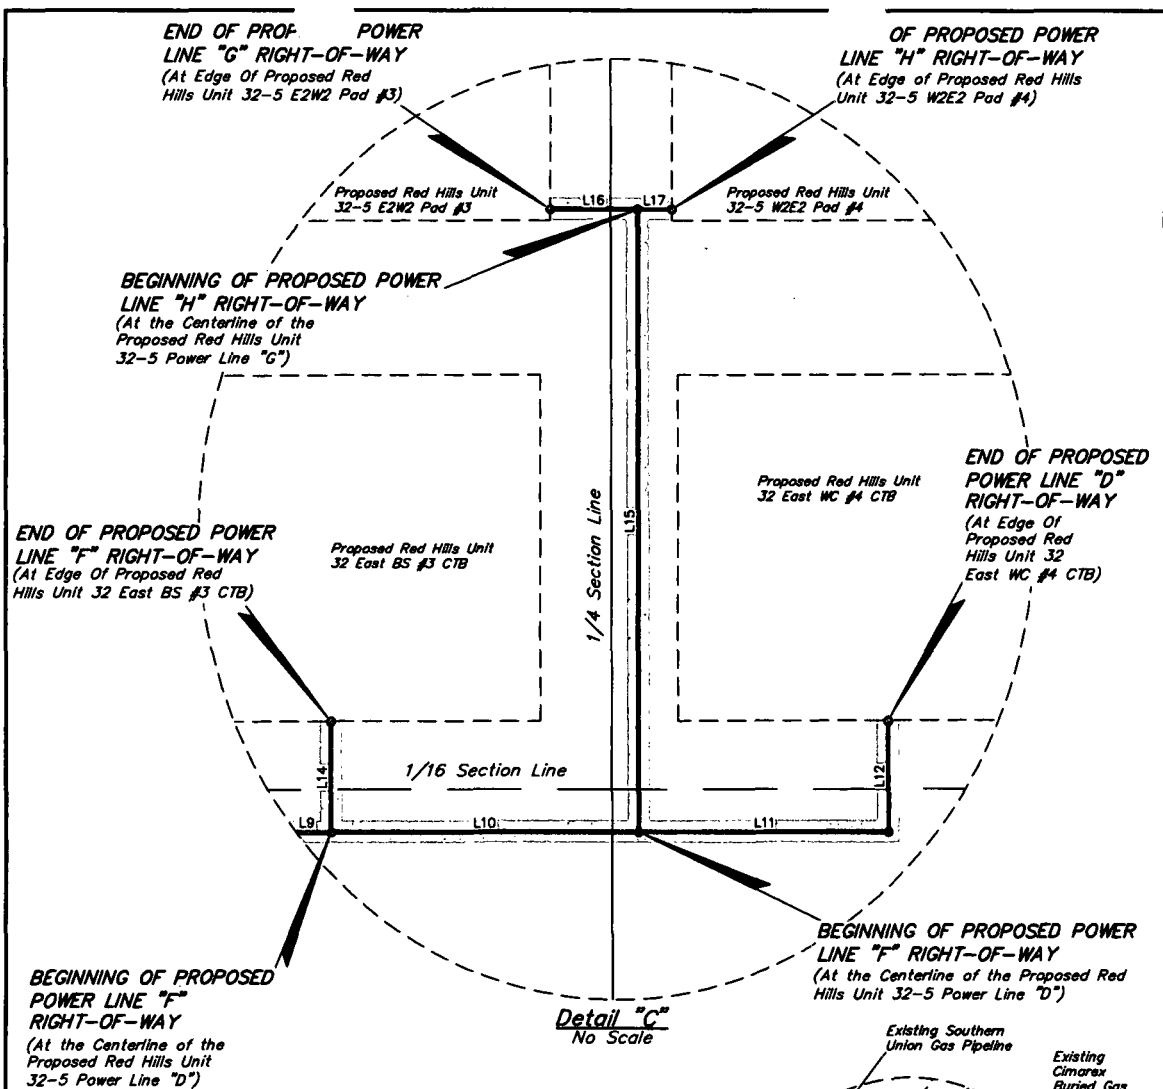 END OF PROP POWER
LINE "G" RIGHT-OF-WAY
(At Edge Of Proposed Red
Hills Unit 32-5 E2W2 Pad #3)
OF PROPOSED POWER
LINE "H" RIGHT-OF-WAY
(At Edge of Proposed Red Hills
Unit 32-5 W2E2 Pad #4)
Proposed Red Hills Unit
32-5 E2W2 Pad #3
L16
L17
Proposed Red Hills Unit
32-5 W2E2 Pad #4
BEGINNING OF PROPOSED POWER
LINE "H" RIGHT-OF-WAY
(At the Centerline of the
Proposed Red Hills Unit
32-5 Power Line "G")
END OF PROPOSED POWER
LINE "F" RIGHT-OF-WAY
(At Edge Of Proposed Red
Hills Unit 32 East BS #3 CTB)
Proposed Red Hills Unit
32 East BS #3 CTB
1/4 Section Line
L15
Proposed Red Hills Unit
32 East WC #4 CTB
END OF PROPOSED
POWER LINE "D"
RIGHT-OF-WAY
(At Edge Of
Proposed Red
Hills Unit 32
East WC #4 CTB)
L14
1/16 Section Line
L12
L9
L10
L11
BEGINNING OF PROPOSED
POWER LINE "F"
RIGHT-OF-WAY
(At the Centerline of the
Proposed Red Hills Unit
32-5 Power Line "D")
BEGINNING OF PROPOSED POWER
LINE "F" RIGHT-OF-WAY
(At the Centerline of the Proposed Red
Hills Unit 32-5 Power Line "D")
Detail "C"
No Scale
Existing Southern
Union Gas Pipeline
Existing
Cimarex
Buried Gas